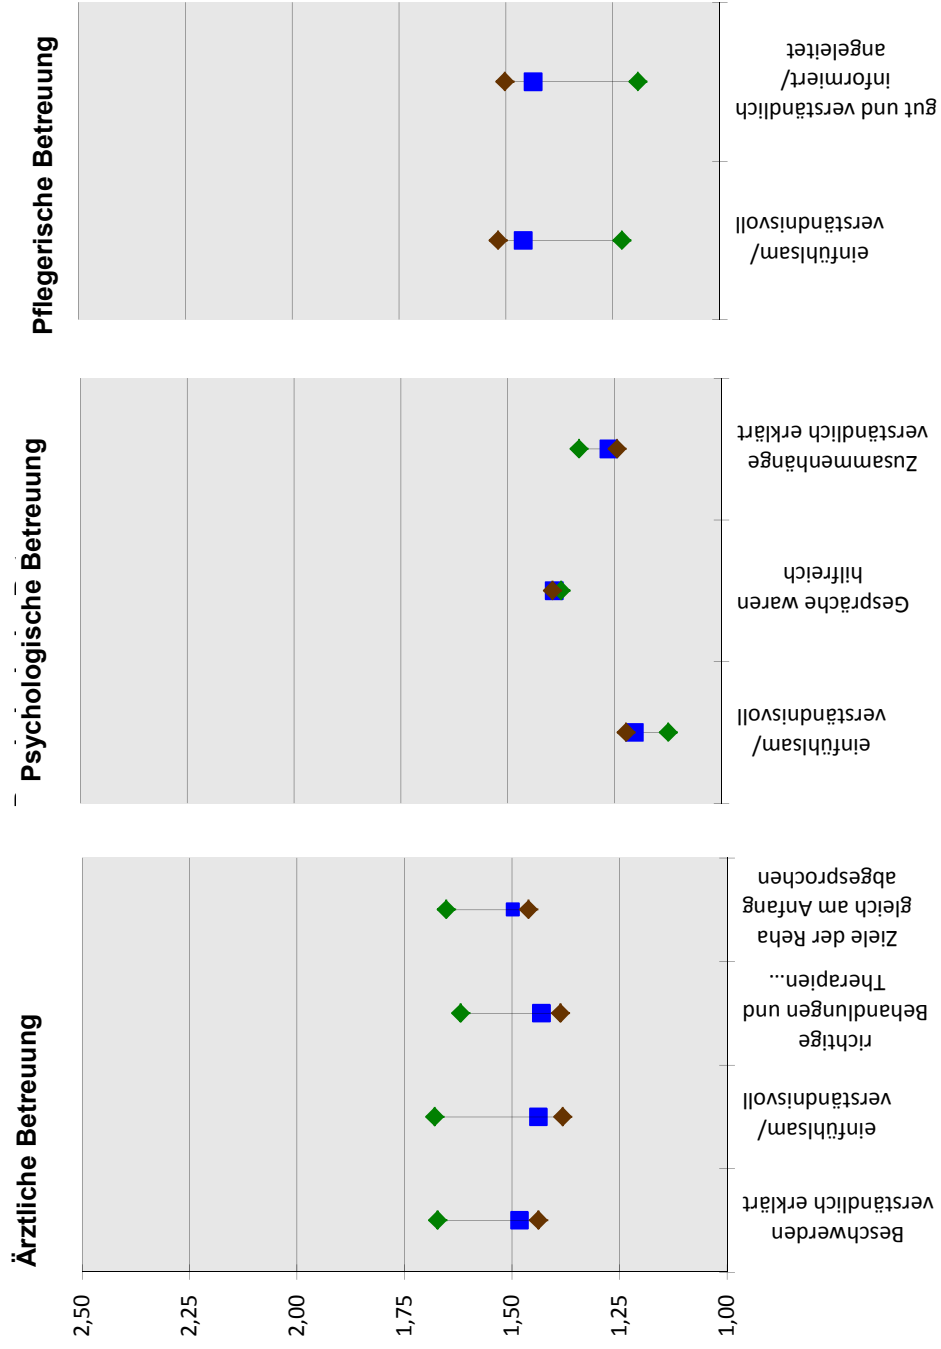 Ärztliche Betreuung
Psychologische Betreuung
Pflegerische Betreuung
2,50
2,25
2,00
1,75
1,50
1,25
1,00
Beschwerden
verständlich erklärt
einfühlsam/
verständnisvoll
richtige
Behandlungen und
Therapien...
Ziele der Reha
gleich am Anfang
abgesprochen
einfühlsam/
verständnisvoll
Gespräche waren
hilfreich
Zusammenhänge
verständlich erklärt
einfühlsam/
verständnisvoll
gut und verständlich
informiert/
angeleitet